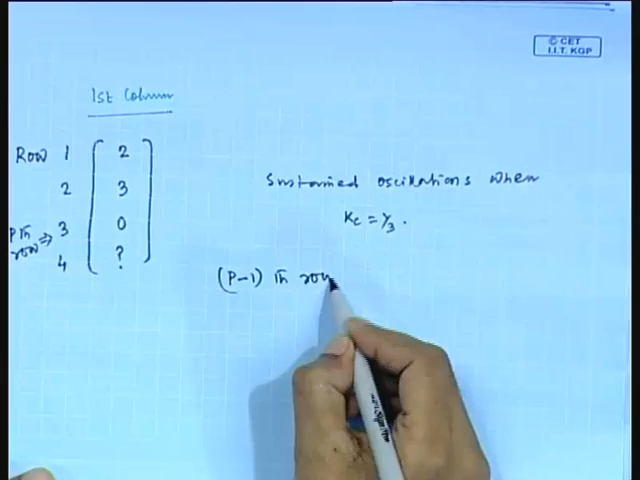 © CET
I.I.T. KGP
1st Column
Row 1 2
2 3
Pth row ⇒ 3 0
4 ?
Sustained oscillations when
Kc = 1/3 .
(P-1) th row